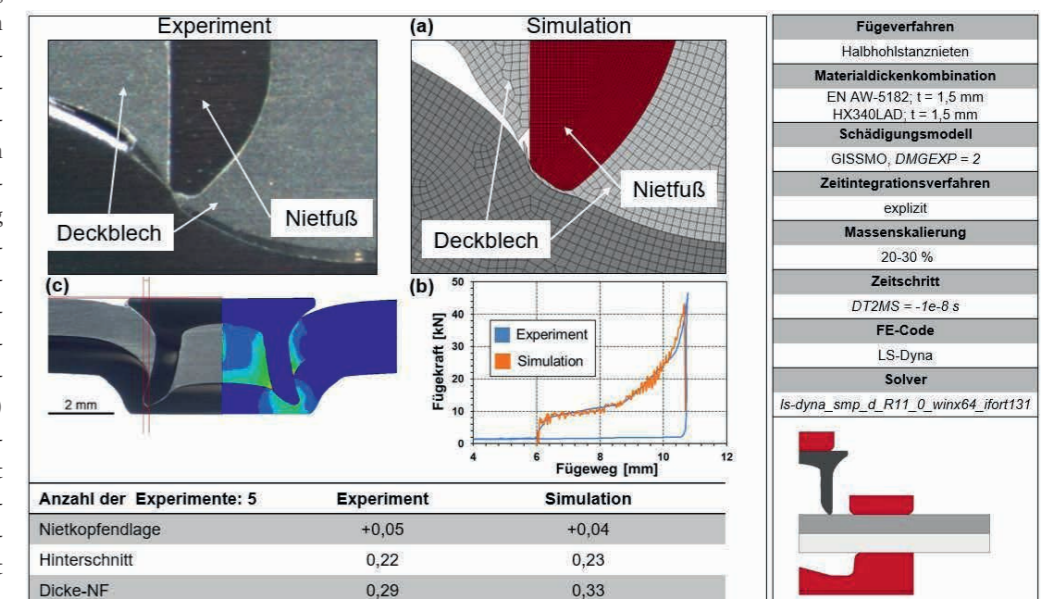 Experiment
(a)
Simulation
Deckblech
Nietfuß
Deckblech
Nietfuß
(c)
2 mm
(b)
Fügekraft [kN]
50
40
30
20
10
0
Experiment
Simulation
4
6
8
10
12
Fügeweg [mm]
Anzahl der Experimente: 5
Experiment
Simulation
Nietkopfendlage
+0,05
+0,04
Hinterschnitt
0,22
0,23
Dicke-NF
0,29
0,33
Fügeverfahren
Halbhohlstanznieten
Materialdickenkombination
EN AW-5182; t = 1,5 mm
HX340LAD; t = 1,5 mm
Schädigungsmodell
GISSMO, DMGEXP = 2
Zeitintegrationsverfahren
explizit
Massenskalierung
20-30 %
Zeitschritt
DT2MS = -1e-8 s
FE-Code
LS-Dyna
Solver
ls-dyna_smp_d_R11_0_winx64_ifort131